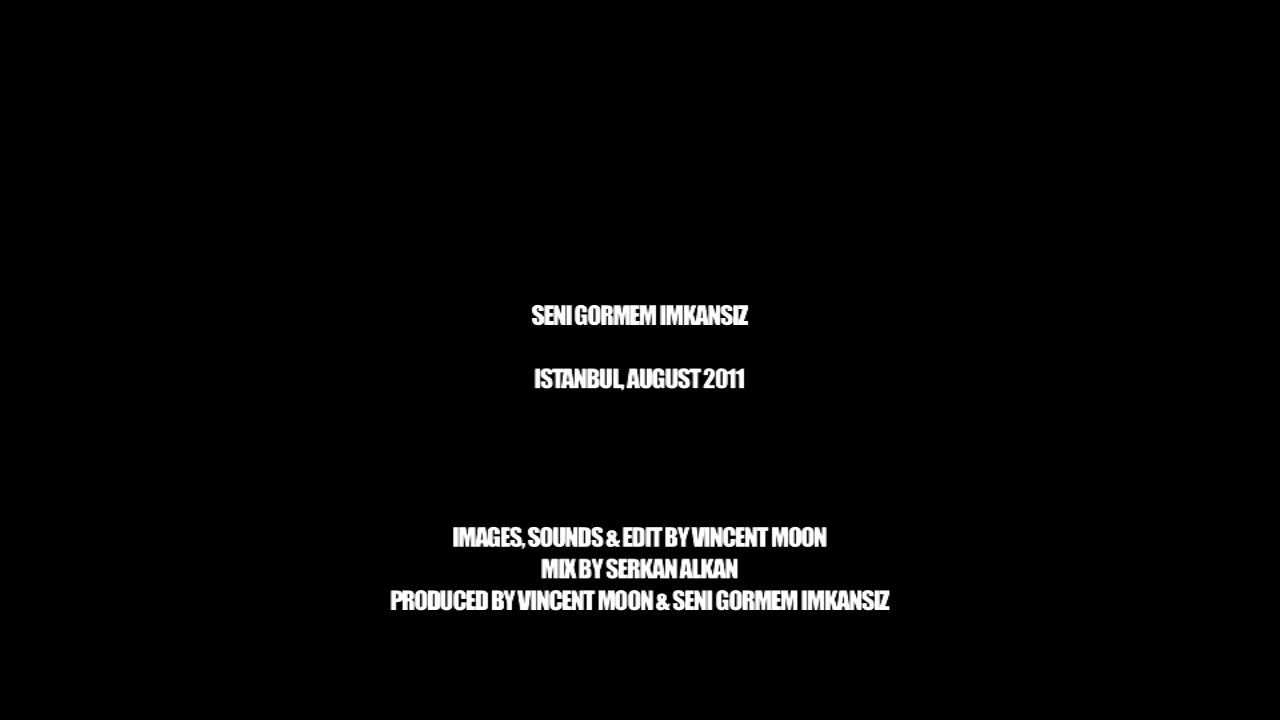 SENI GORMEM IMKANSIZ
ISTANBUL, AUGUST 2011
IMAGES, SOUNDS & EDIT BY VINCENT MOON
MIX BY SERKAN ALKAN
PRODUCED BY VINCENT MOON & SENI GORMEM IMKANSIZ